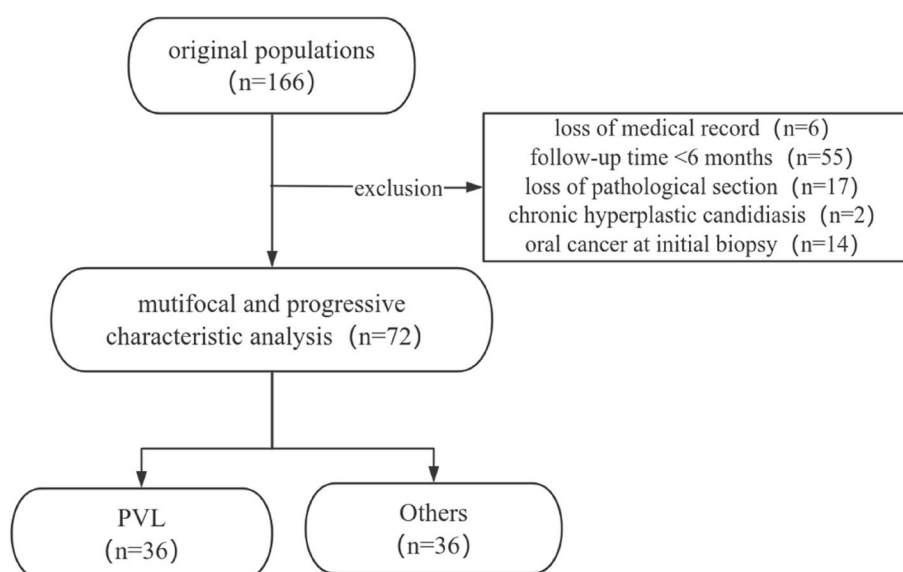 original populations
(n=166)
loss of medical record (n=6)
follow-up time <6 months (n=55)
loss of pathological section (n=17)
chronic hyperplastic candidiasis (n=2)
oral cancer at initial biopsy (n=14)
exclusion
mutifocal and progressive
characteristic analysis (n=72)
PVL
(n=36)
Others
(n=36)